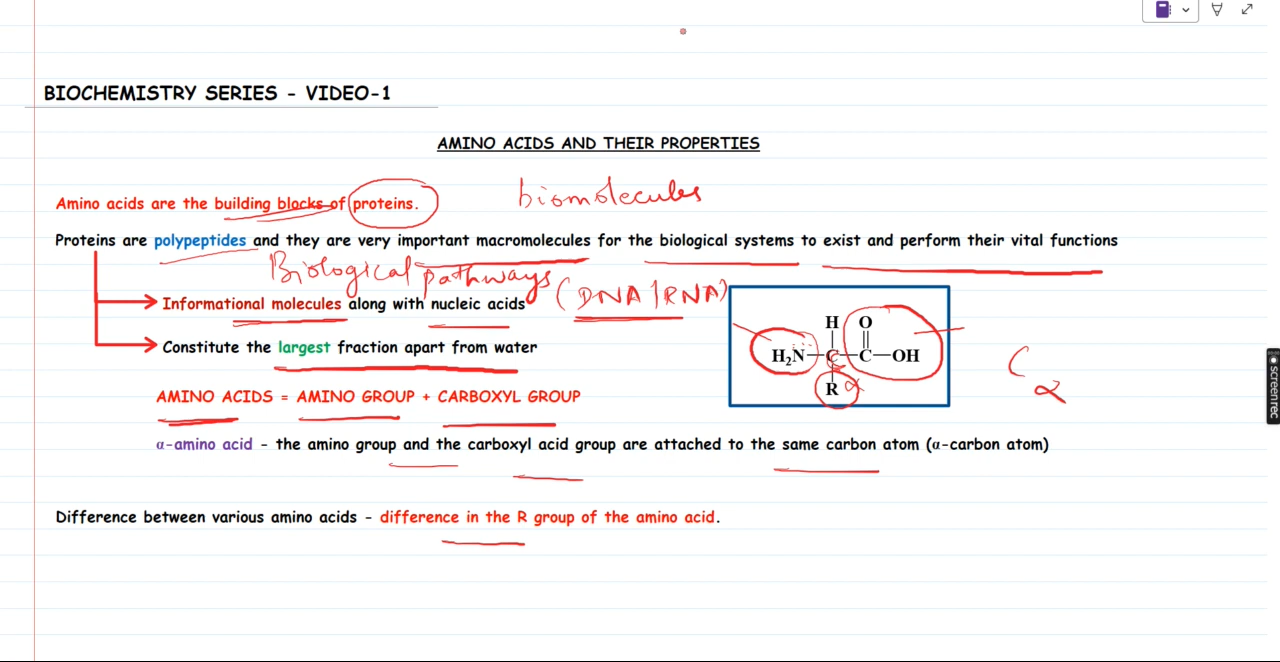 BIOCHEMISTRY SERIES - VIDEO-1
AMINO ACIDS AND THEIR PROPERTIES
biomolecules
Amino acids are the building blocks of proteins.
Proteins are polypeptides and they are very important macromolecules for the biological systems to exist and perform their vital functions
Biological pathways
(DNA/RNA)
Informational molecules along with nucleic acids
Constitute the largest fraction apart from water
H O
H₂N—C—C—OH
R α
C α
AMINO ACIDS = AMINO GROUP + CARBOXYL GROUP
α-amino acid - the amino group and the carboxyl acid group are attached to the same carbon atom (α-carbon atom)
Difference between various amino acids - difference in the R group of the amino acid.
screenrec